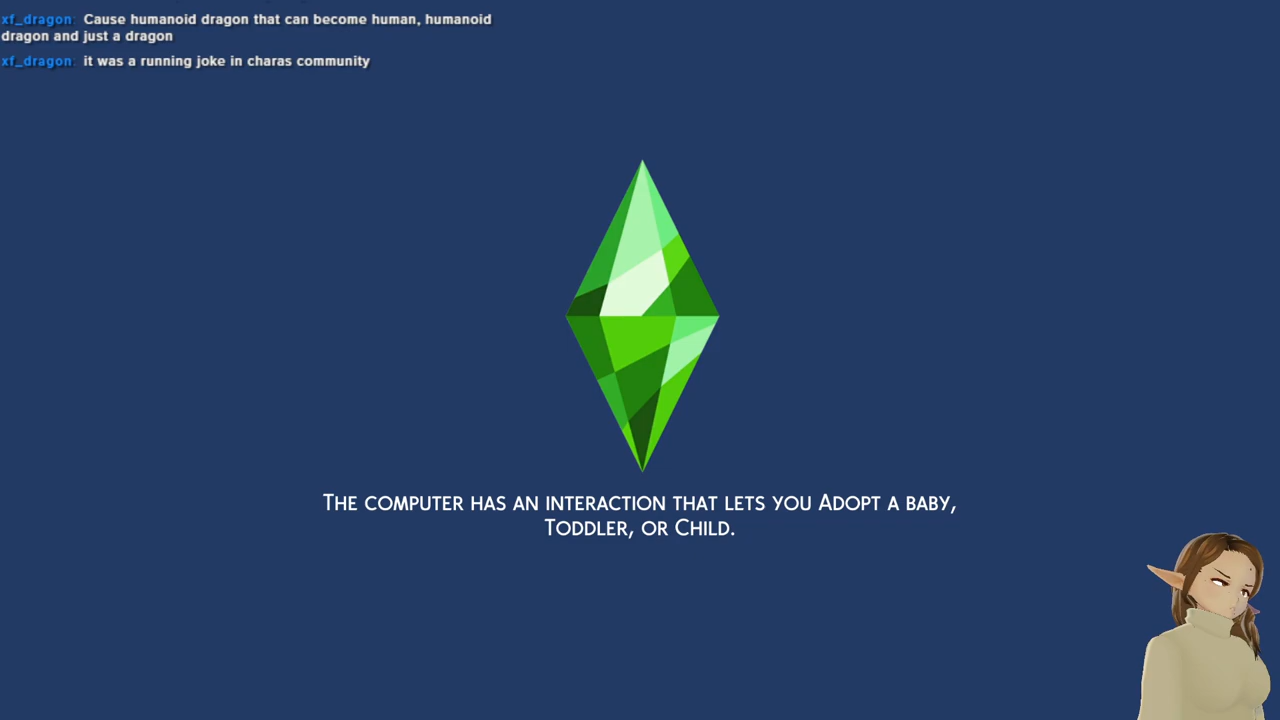 xf_dragon: Cause humanoid dragon that can become human, humanoid
dragon and just a dragon
xf_dragon: it was a running joke in charas community
The computer has an interaction that lets you Adopt a baby,
Toddler, or Child.